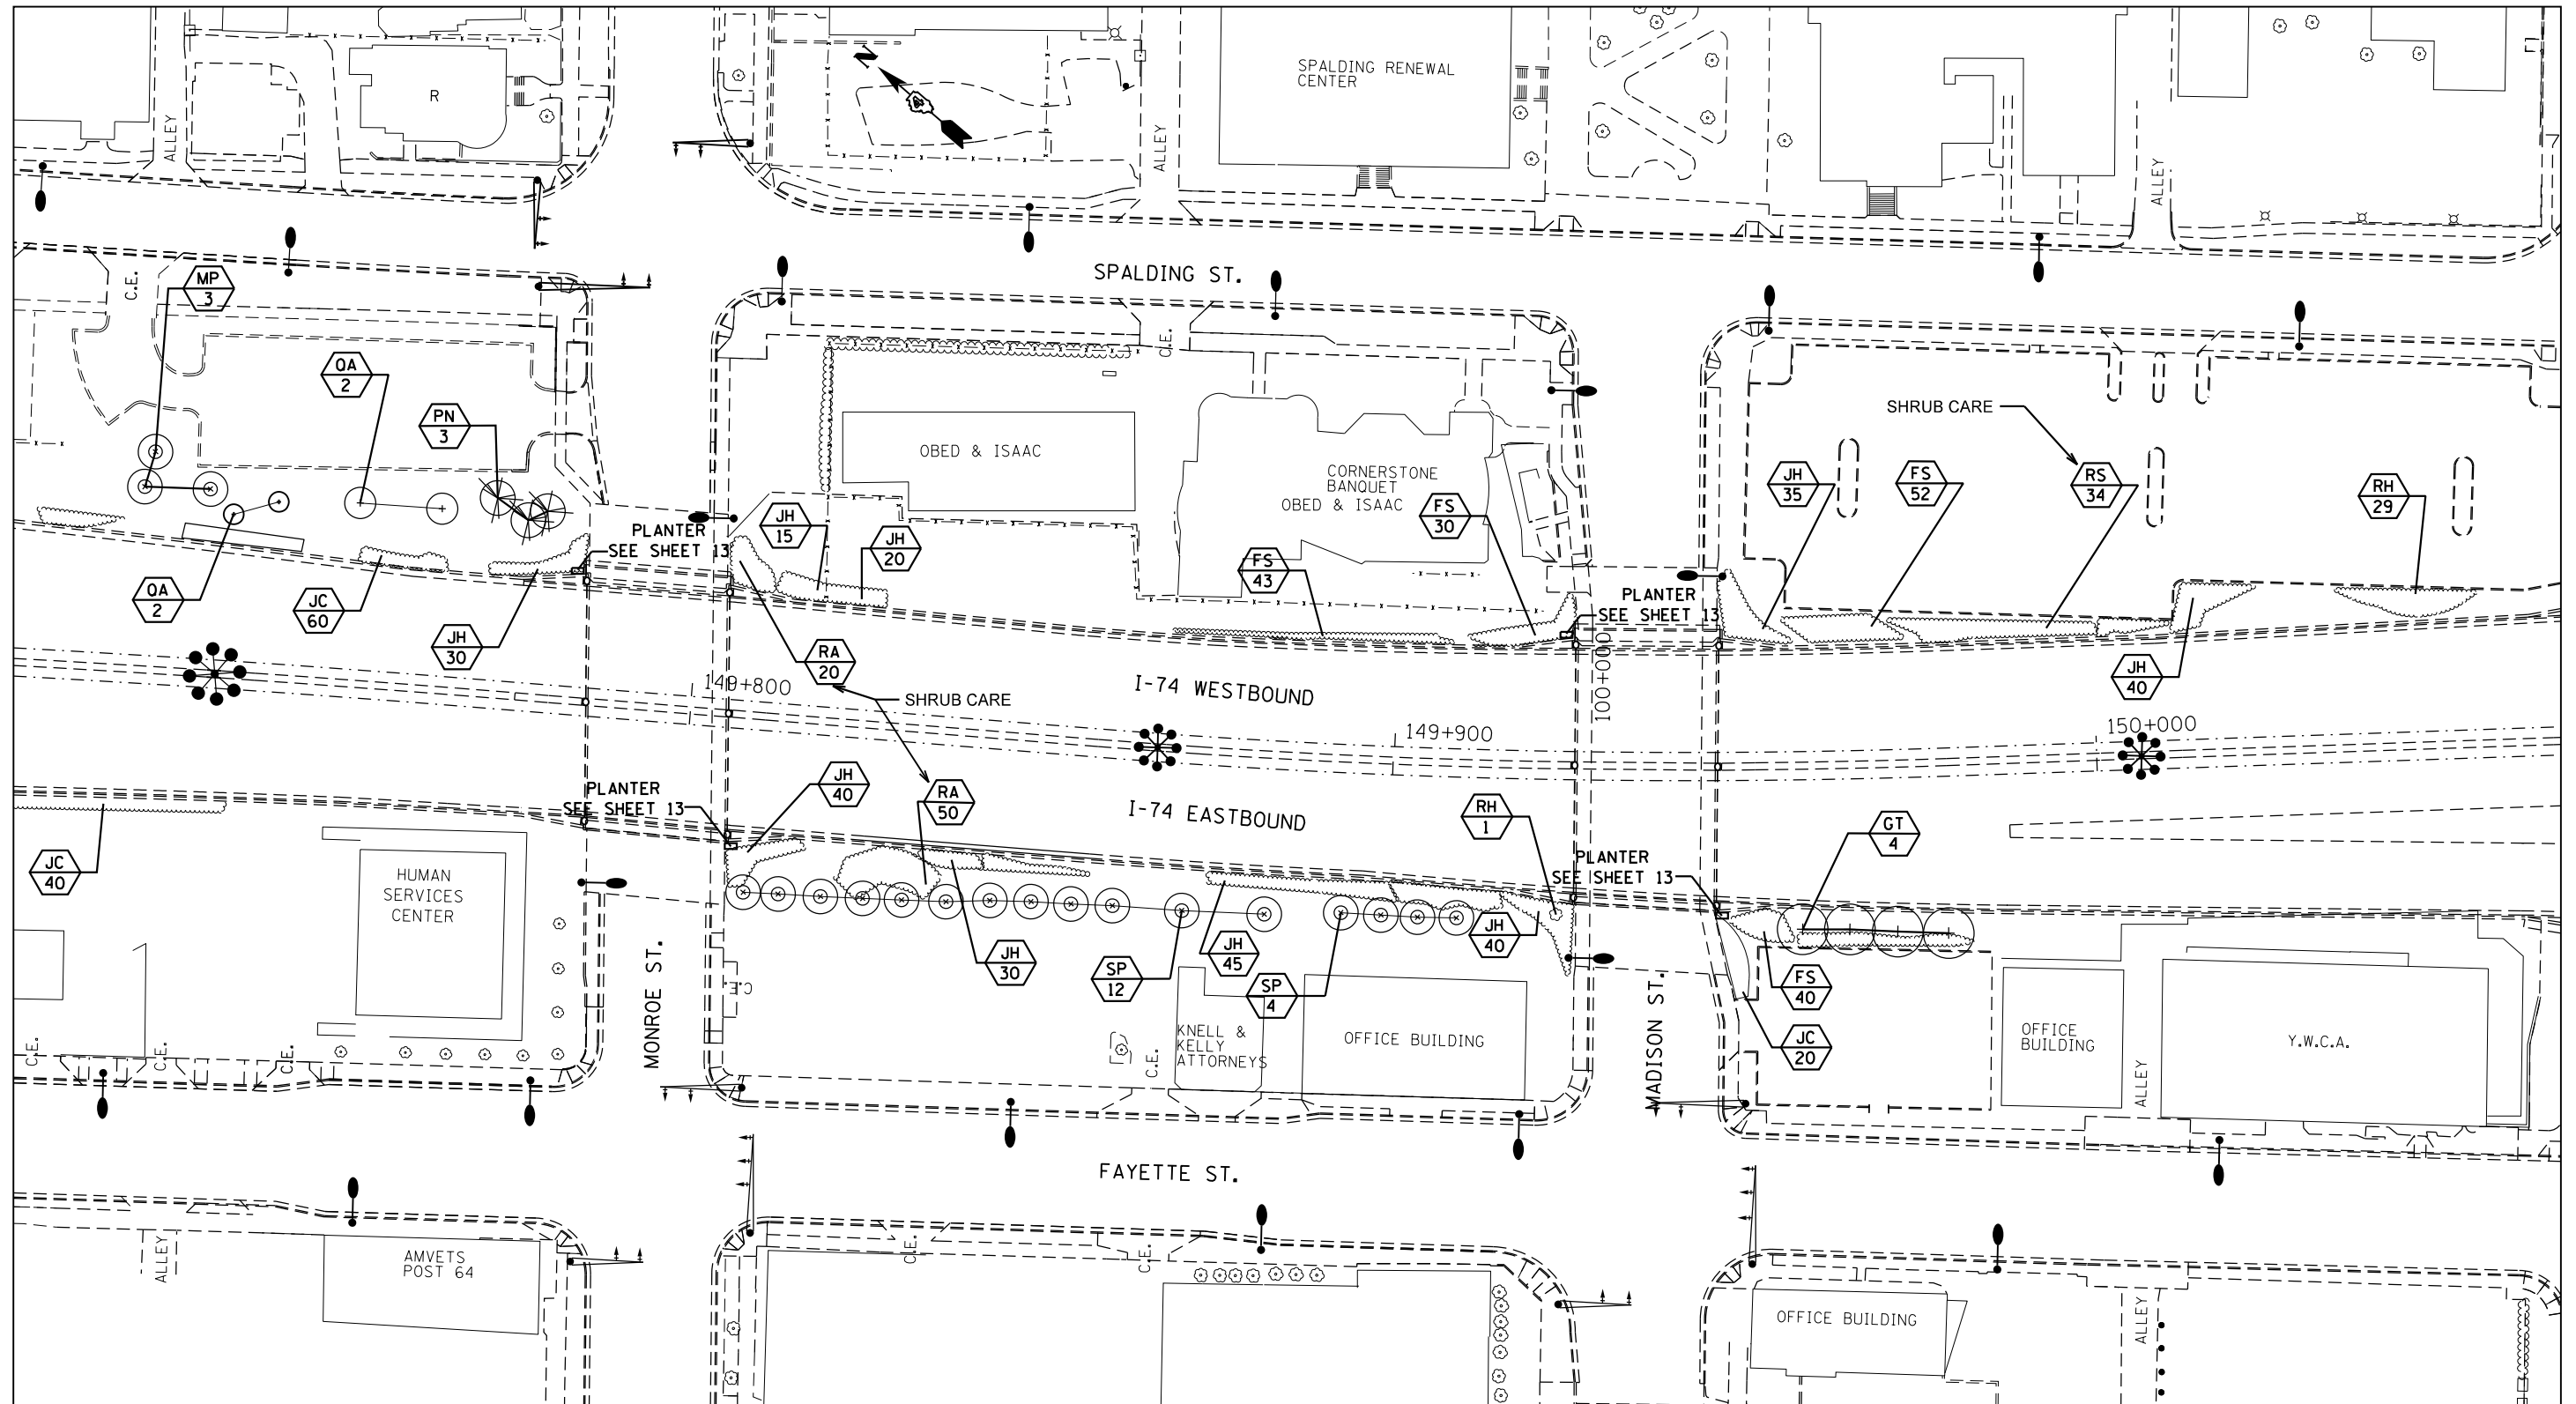 SPALDING RENEWAL
CENTER
R
N
ALLEY
ALLEY
ALLEY
SPALDING ST.
C.E.
MP
3
C.E.
QA
2
PN
3
OBED & ISAAC
CORNERSTONE
BANQUET
OBED & ISAAC
SHRUB CARE
JH
35
FS
52
RS
34
RH
29
FS
30
PLANTER
SEE SHEET 13
JH
15
JH
20
FS
43
QA
2
JC
60
JH
30
RA
20
PLANTER
SEE SHEET 13
JH
40
149+800
SHRUB CARE
I-74 WESTBOUND
100+000
149+900
150+000
PLANTER
SEE SHEET 13
JH
40
RA
50
I-74 EASTBOUND
RH
1
GT
4
PLANTER
SEE SHEET 13
JC
40
HUMAN
SERVICES
CENTER
JH
30
SP
12
JH
45
SP
4
JH
40
FS
40
JC
20
MONROE ST.
MADISON ST.
C.E.
C.E.
C.E.
C.E.
C.E.
KNELL &
KELLY
ATTORNEYS
OFFICE BUILDING
OFFICE
BUILDING
ALLEY
Y.W.C.A.
FAYETTE ST.
ALLEY
AMVETS
POST 64
C.E.
C.E.
OFFICE BUILDING
ALLEY